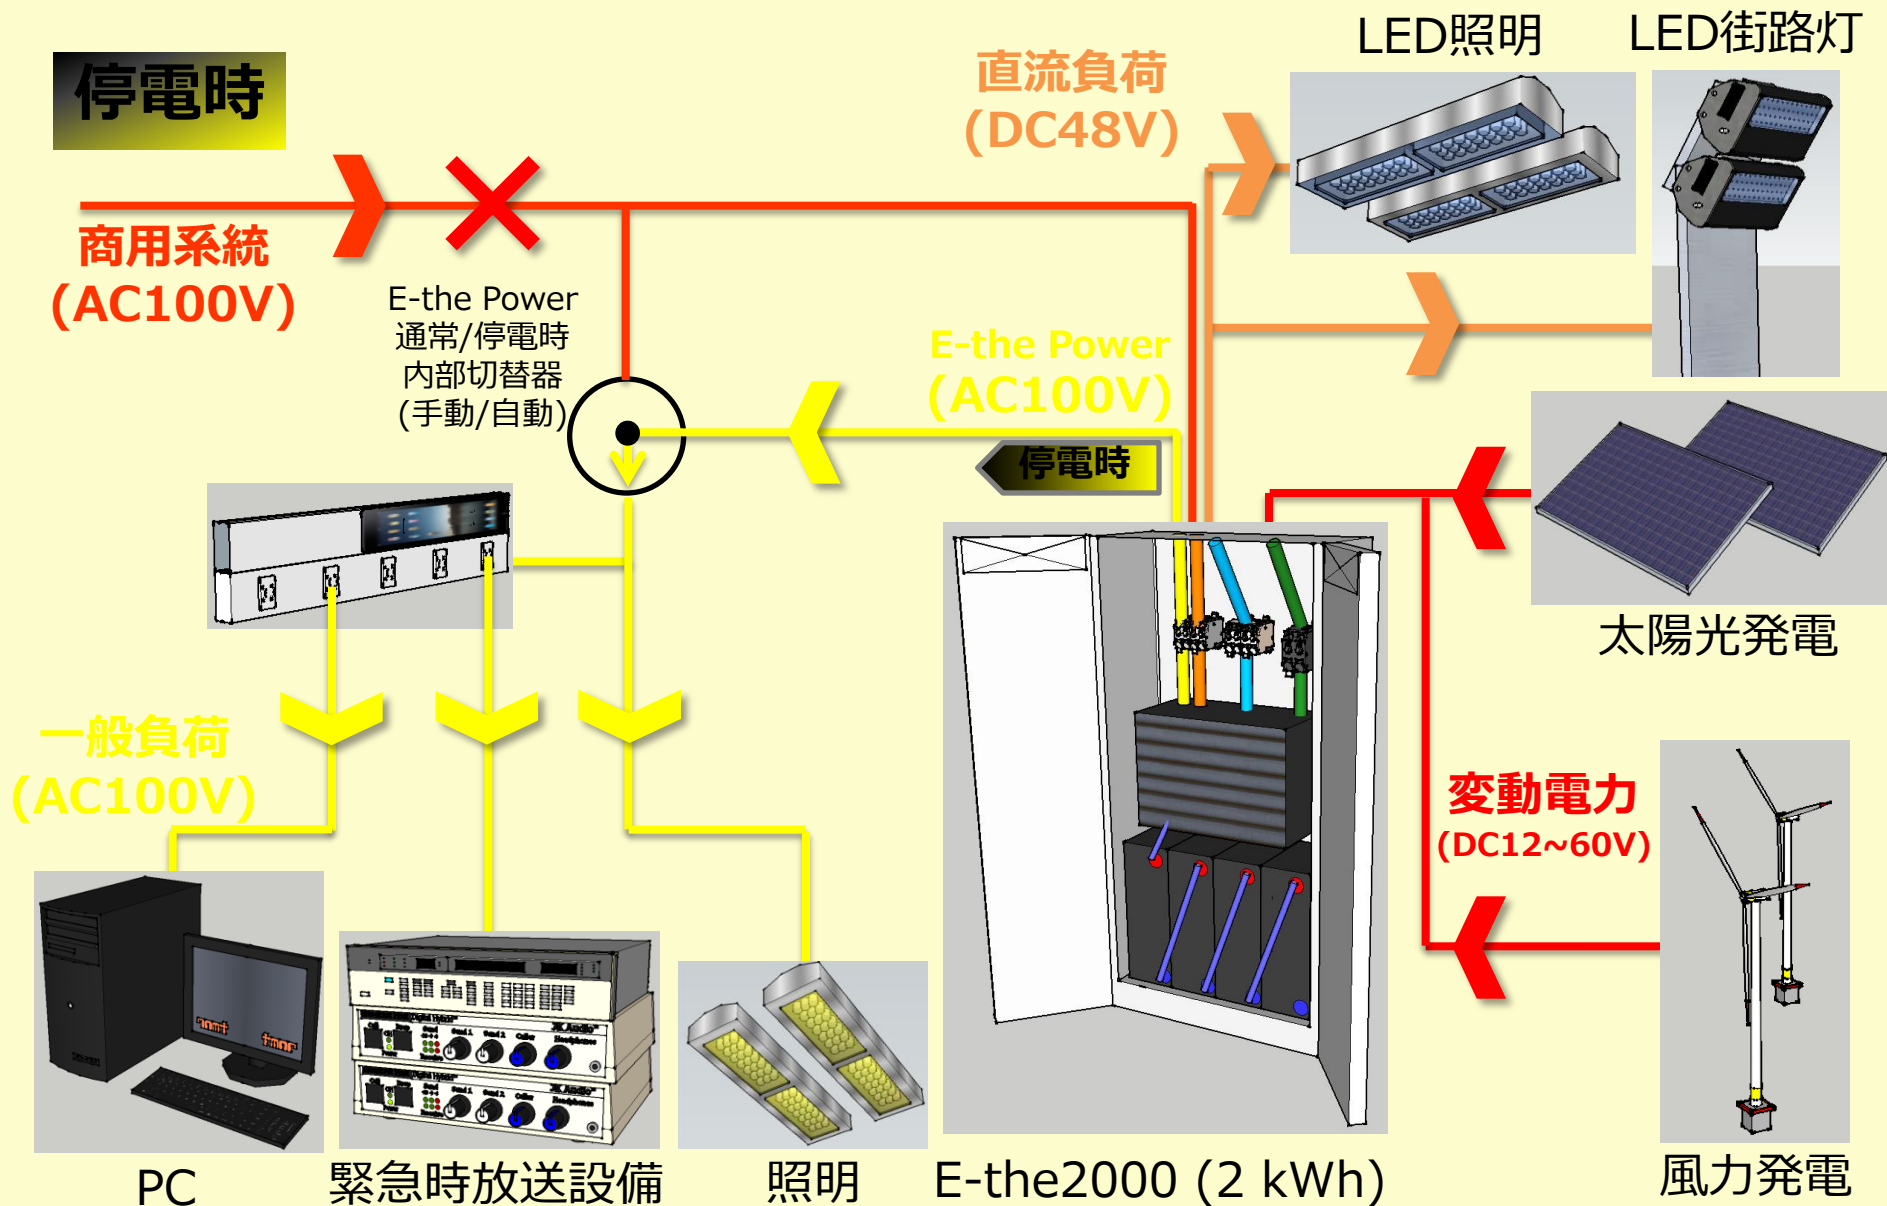 停電時
商用系統
(AC100V)
E-the Power
通常/停電時
内部切替器
(手動/自動)
直流負荷
(DC48V)
LED照明
LED街路灯
E-the Power
(AC100V)
停電時
太陽光発電
変動電力
(DC12~60V)
一般負荷
(AC100V)
PC
緊急時放送設備
照明
E-the2000 (2 kWh)
風力発電